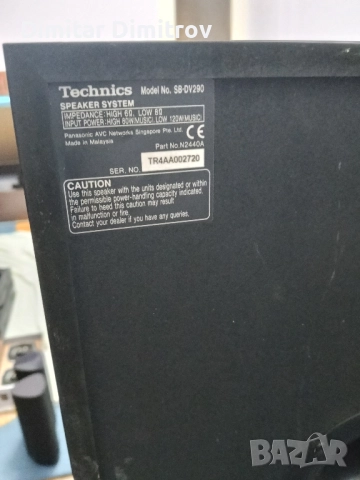 Samarltac Dimitrov
Technics Model No. SB-DV290
SPEAKER SYSTEM
IMPEDANCE: HIGH 6Ω, LOW 6Ω
INPUT POWER: HIGH 60W(MUSIC), LOW 120W(MUSIC)
Panasonic AVC Networks Singapore Pte. Ltd.
Made in Malaysia
CE
Part No N2440A
SER. NO. TR4AA002720
CAUTION
Use this speaker with the units designated or within
the permissible power-handling capacity indicated.
Failure to heed this caution may result
in malfunction or fire.
Contact your dealer if you have any queries.
BAZAR
bg